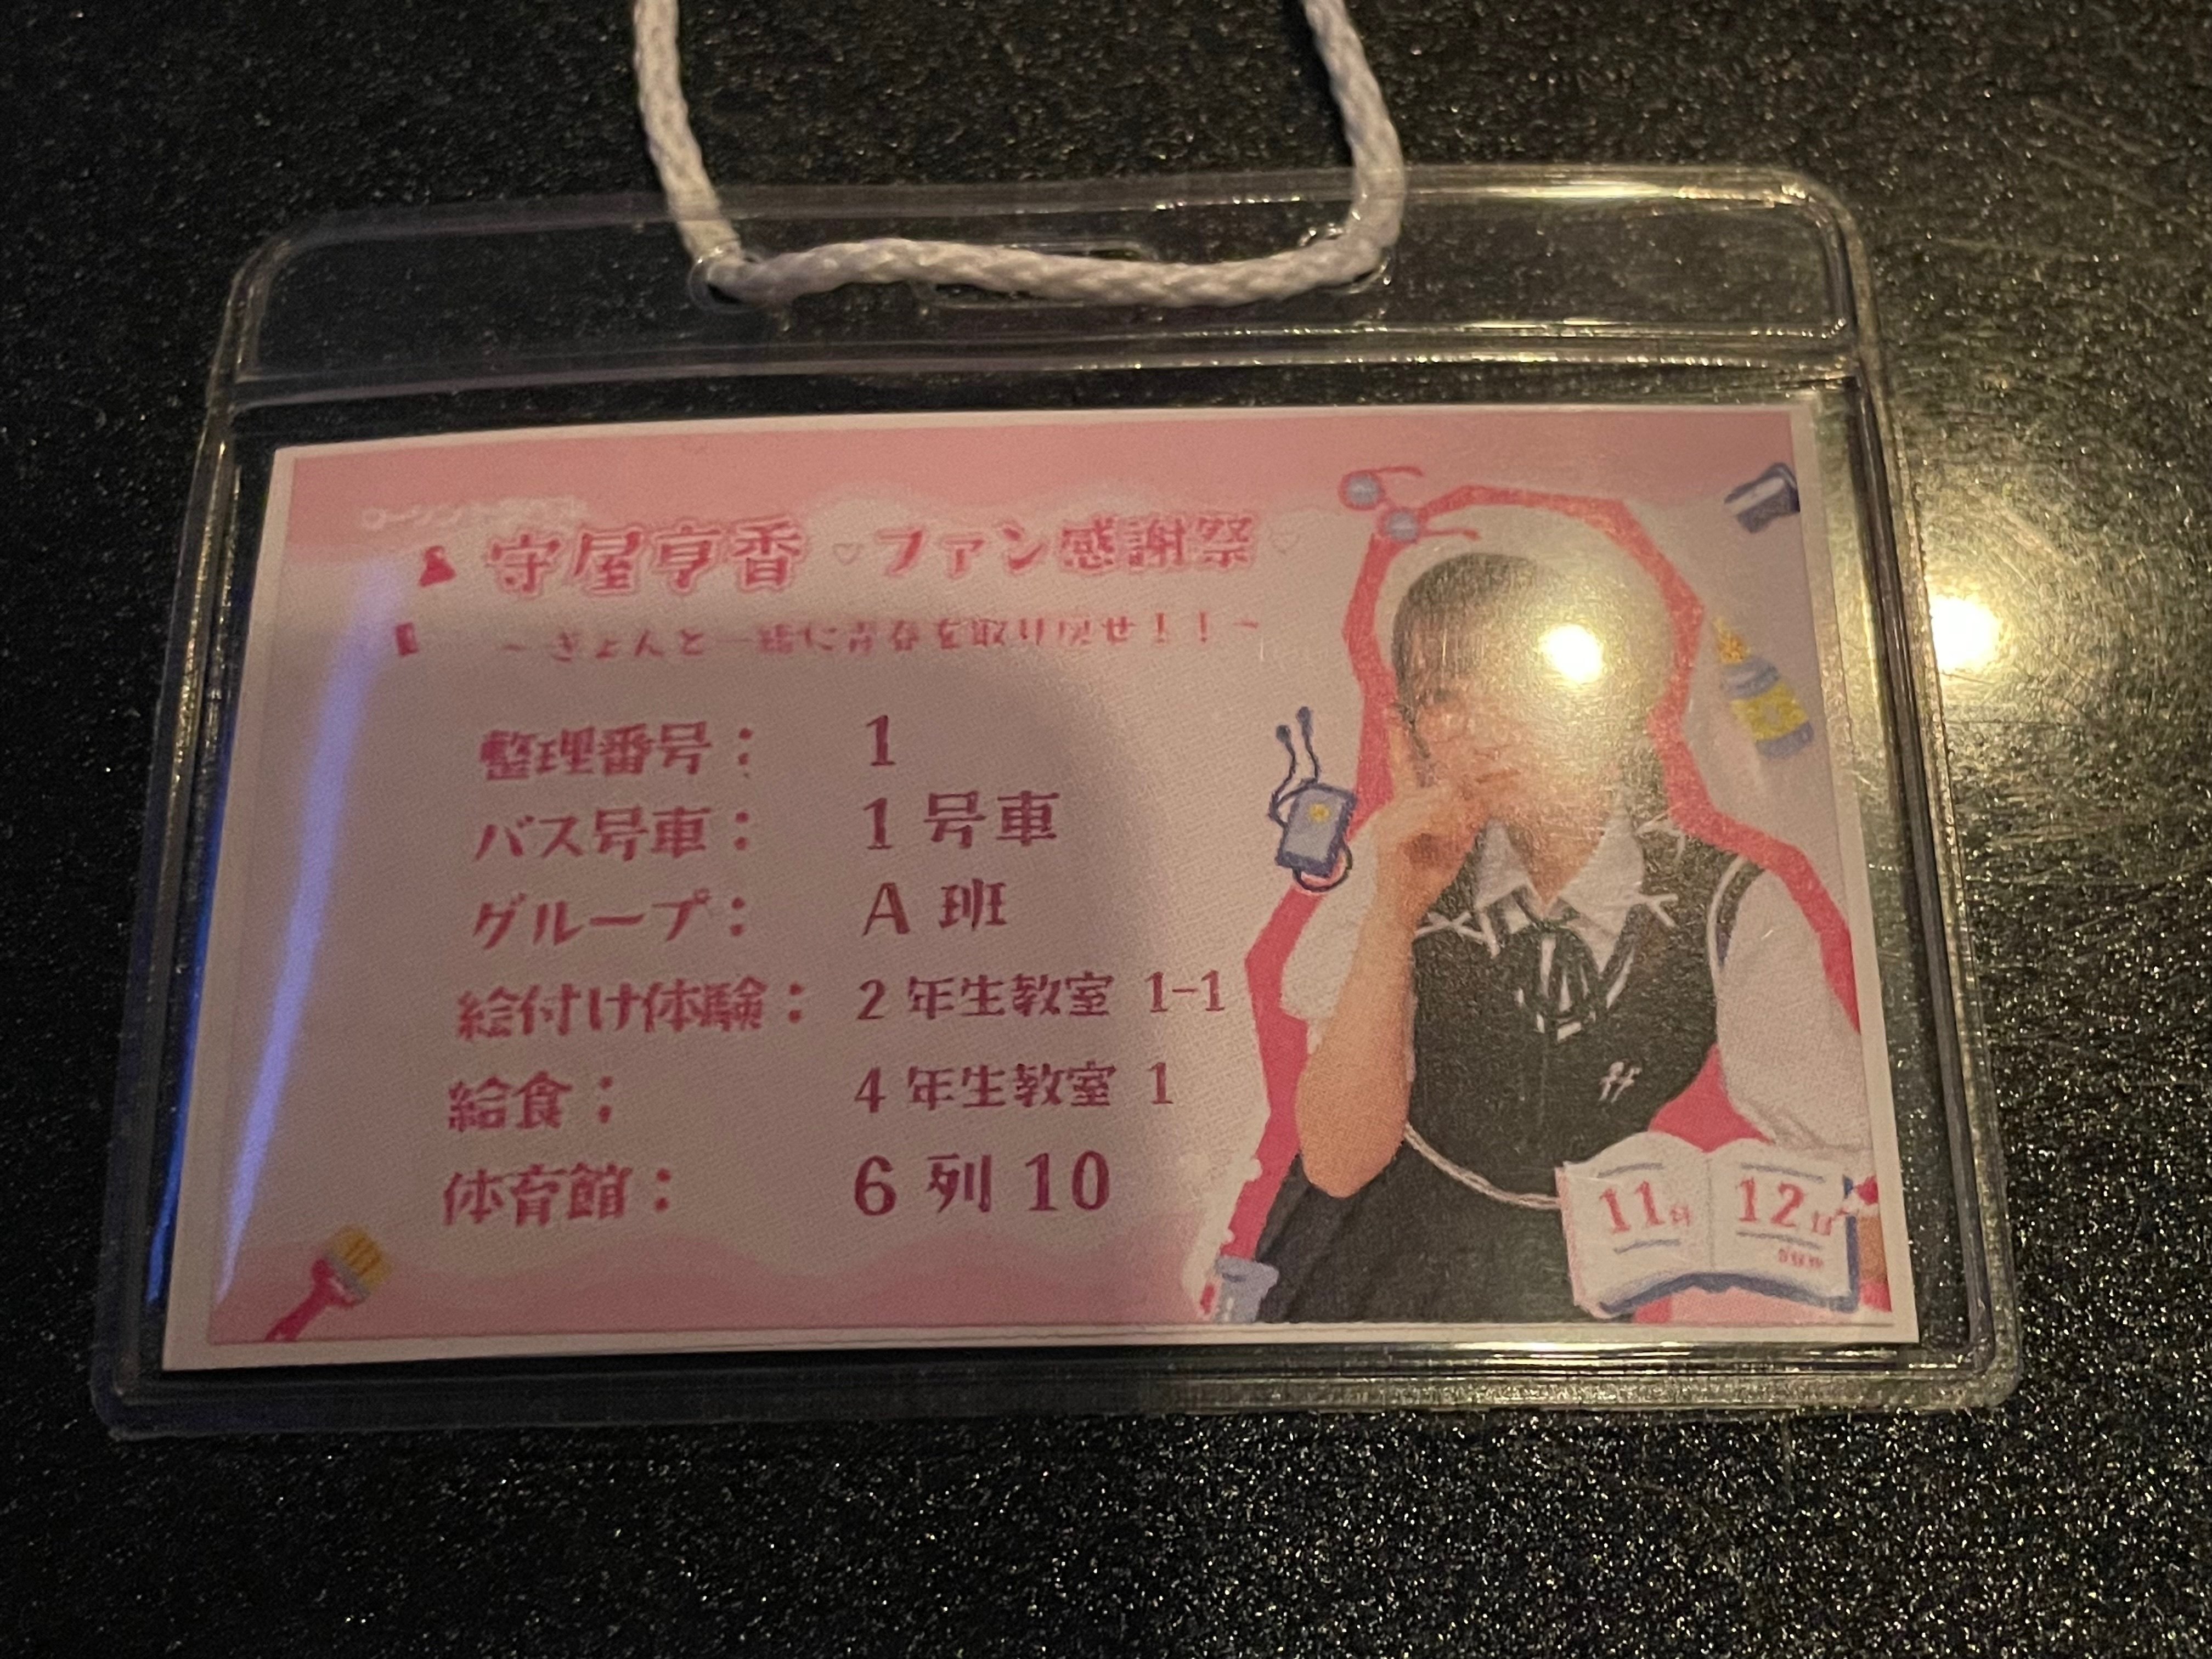 守屋亨香♡ファン感謝祭♡
～ぎょんと一緒に青春を取り戻せ！！～
整理番号： 1
バス号車： 1 号車
グループ： A 班
絵付け体験： 2 年生教室 1-1
給食： 4 年生教室 1
体育館： 6 列 10
11月 12日
SUN